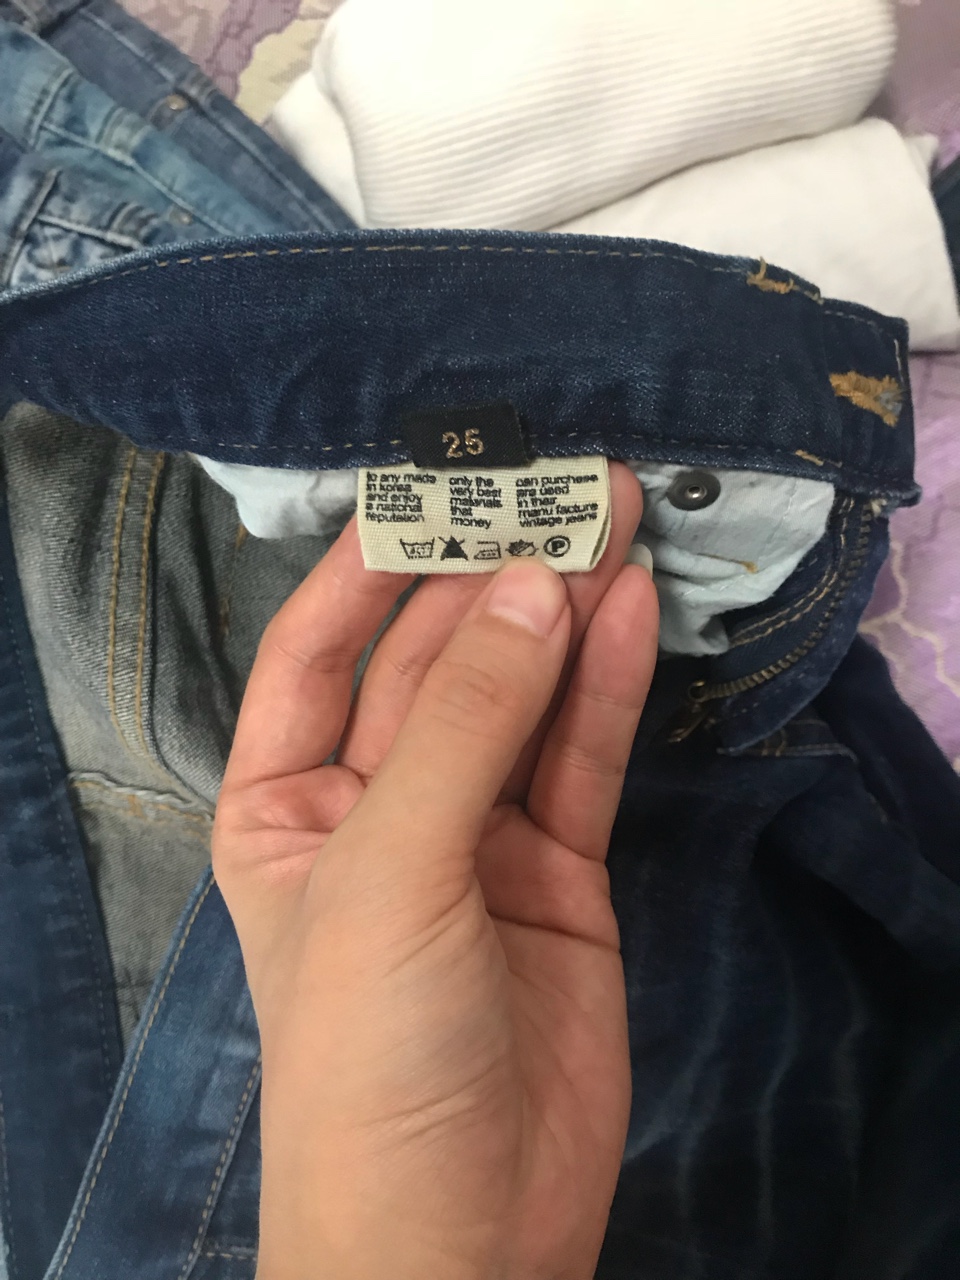 25
to any made only the can purchase
in korea very best are used
and enjoy materials in their
a national that manu facture
reputation money vintage jeans
P